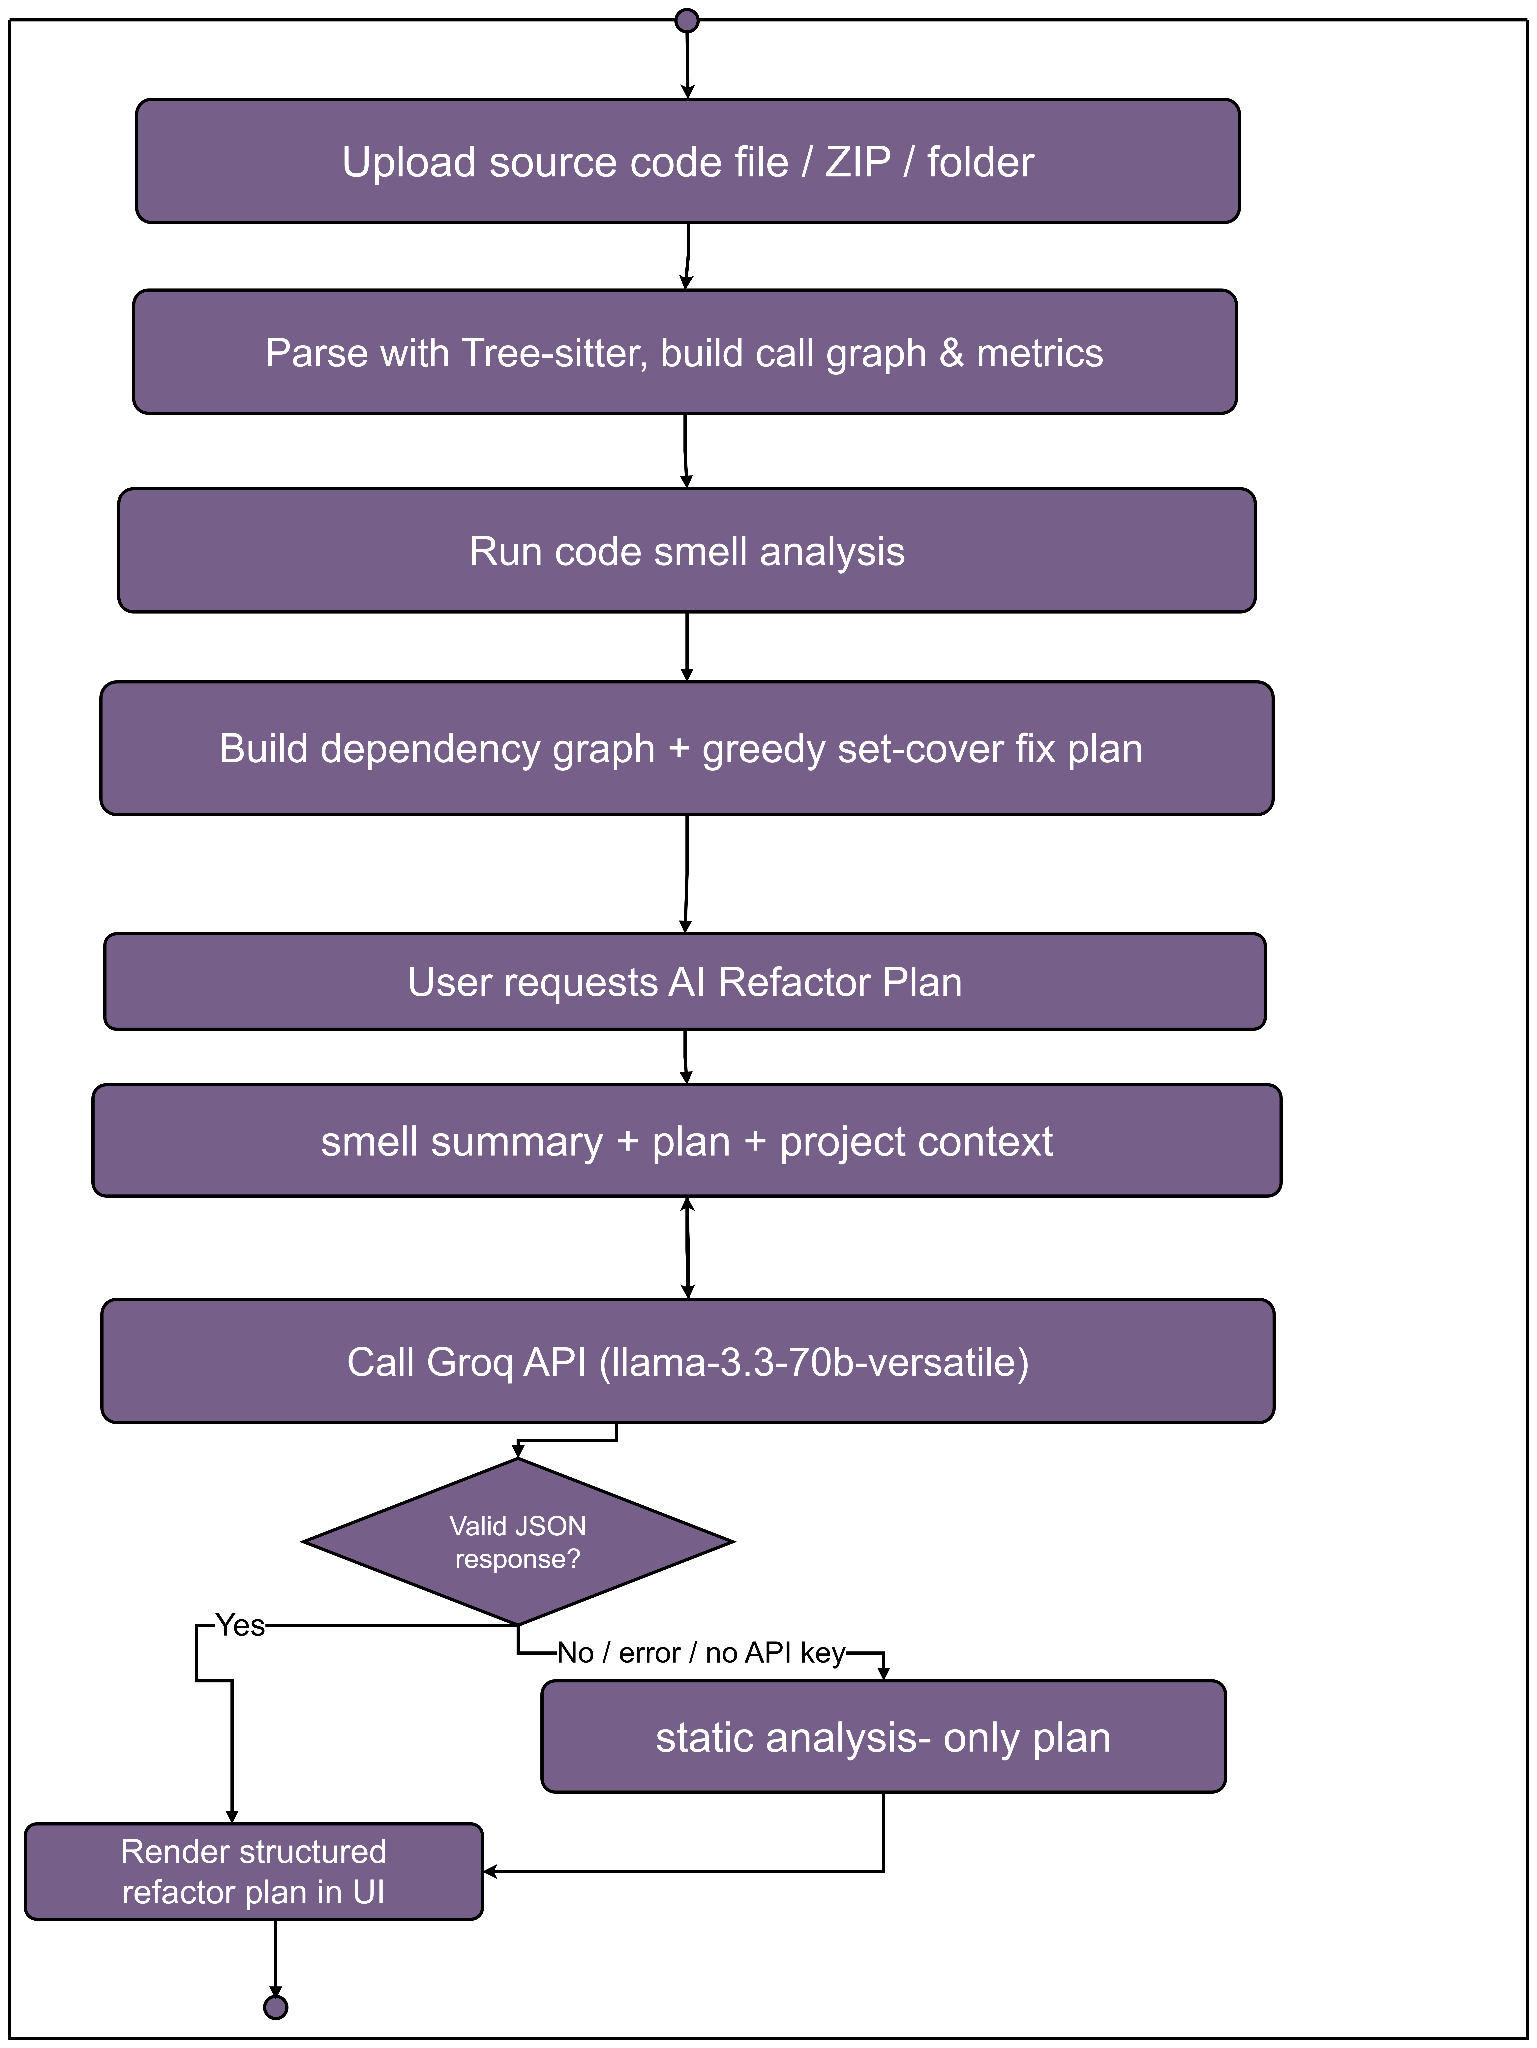 Upload source code file / ZIP / folder
Parse with Tree-sitter, build call graph & metrics
Run code smell analysis
Build dependency graph + greedy set-cover fix plan
User requests AI Refactor Plan
smell summary + plan + project context
Call Groq API (llama-3.3-70b-versatile)
Valid JSON
response?
Yes
No / error / no API key
static analysis- only plan
Render structured
refactor plan in UI